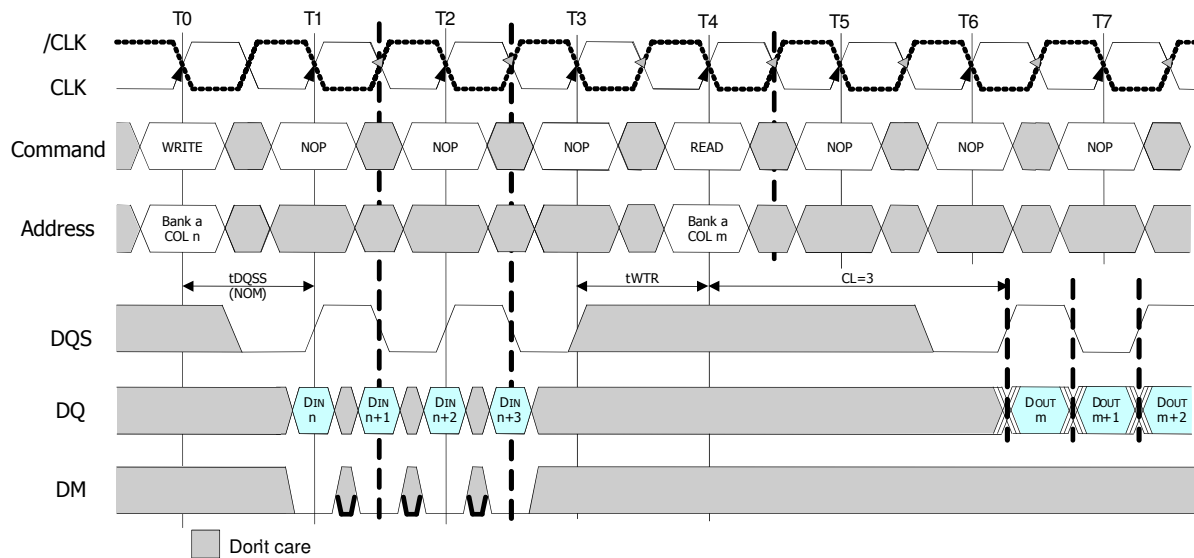 T0 T1 T2 T3 T4 T5 T6 T7
/CLK
CLK
Command WRITE NOP NOP NOP READ NOP NOP NOP
Address Bank a COL n Bank a COL m
tDQSS (NOM) tWTR CL=3
DQS
DQ DIN n DIN n+1 DIN n+2 DIN n+3 DOUT m DOUT m+1 DOUT m+2
DM
Don't care